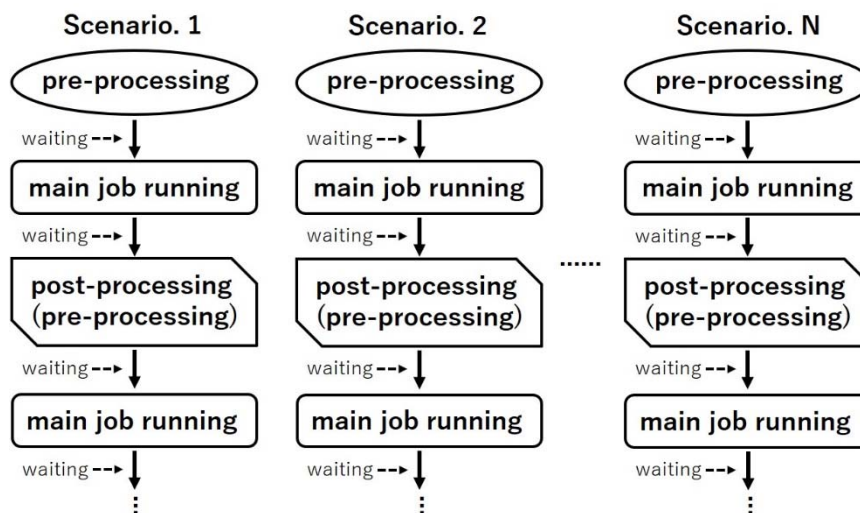 Scenario. 1
pre-processing
waiting
main job running
waiting
post-processing
(pre-processing)
waiting
main job running
waiting
Scenario. 2
pre-processing
waiting
main job running
waiting
post-processing
(pre-processing)
waiting
main job running
waiting
......
Scenario. N
pre-processing
waiting
main job running
waiting
post-processing
(pre-processing)
waiting
main job running
waiting